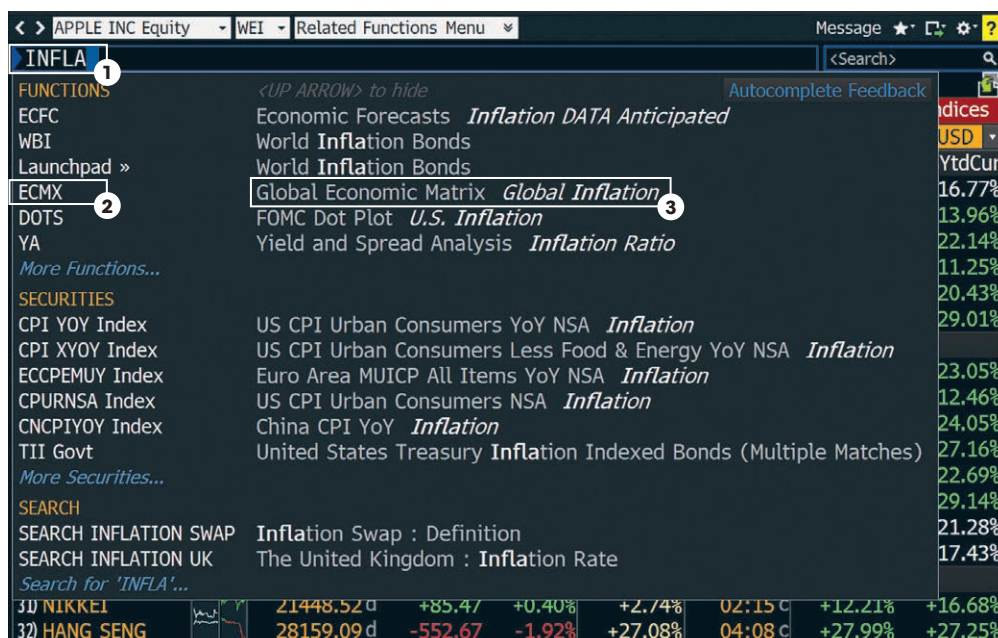 < > APPLE INC Equity WEI Related Functions Menu Message ?
INFLA 1 <Search>
FUNCTIONS <UP ARROW> to hide Autocomplete Feedback
ECFC Economic Forecasts Inflation DATA Anticipated dices
WBI World Inflation Bonds USD
Launchpad » World Inflation Bonds YtdCur
ECMX 2 Global Economic Matrix Global Inflation 3 16.77%
DOTS FOMC Dot Plot U.S. Inflation 13.96%
YA Yield and Spread Analysis Inflation Ratio 22.14%
More Functions... 11.25%
SECURITIES 20.43%
CPI YOY Index US CPI Urban Consumers YoY NSA Inflation 29.01%
CPI XYOY Index US CPI Urban Consumers Less Food & Energy YoY NSA Inflation
ECCPEMUY Index Euro Area MUICP All Items YoY NSA Inflation 23.05%
CPURNSA Index US CPI Urban Consumers NSA Inflation 12.46%
CNCPIYOY Index China CPI YoY Inflation 24.05%
TII Govt United States Treasury Inflation Indexed Bonds (Multiple Matches) 27.16%
More Securities... 22.69%
SEARCH 29.14%
SEARCH INFLATION SWAP Inflation Swap : Definition 21.28%
SEARCH INFLATION UK The United Kingdom : Inflation Rate 17.43%
Search for 'INFLA'...
31) NIKKEI 21448.52 d +85.47 +0.40% +2.74% 02:15 c +12.21% +16.68%
32) HANG SENG 28159.09 d -552.67 -1.92% +27.08% 04:08 c +27.99% +27.25%